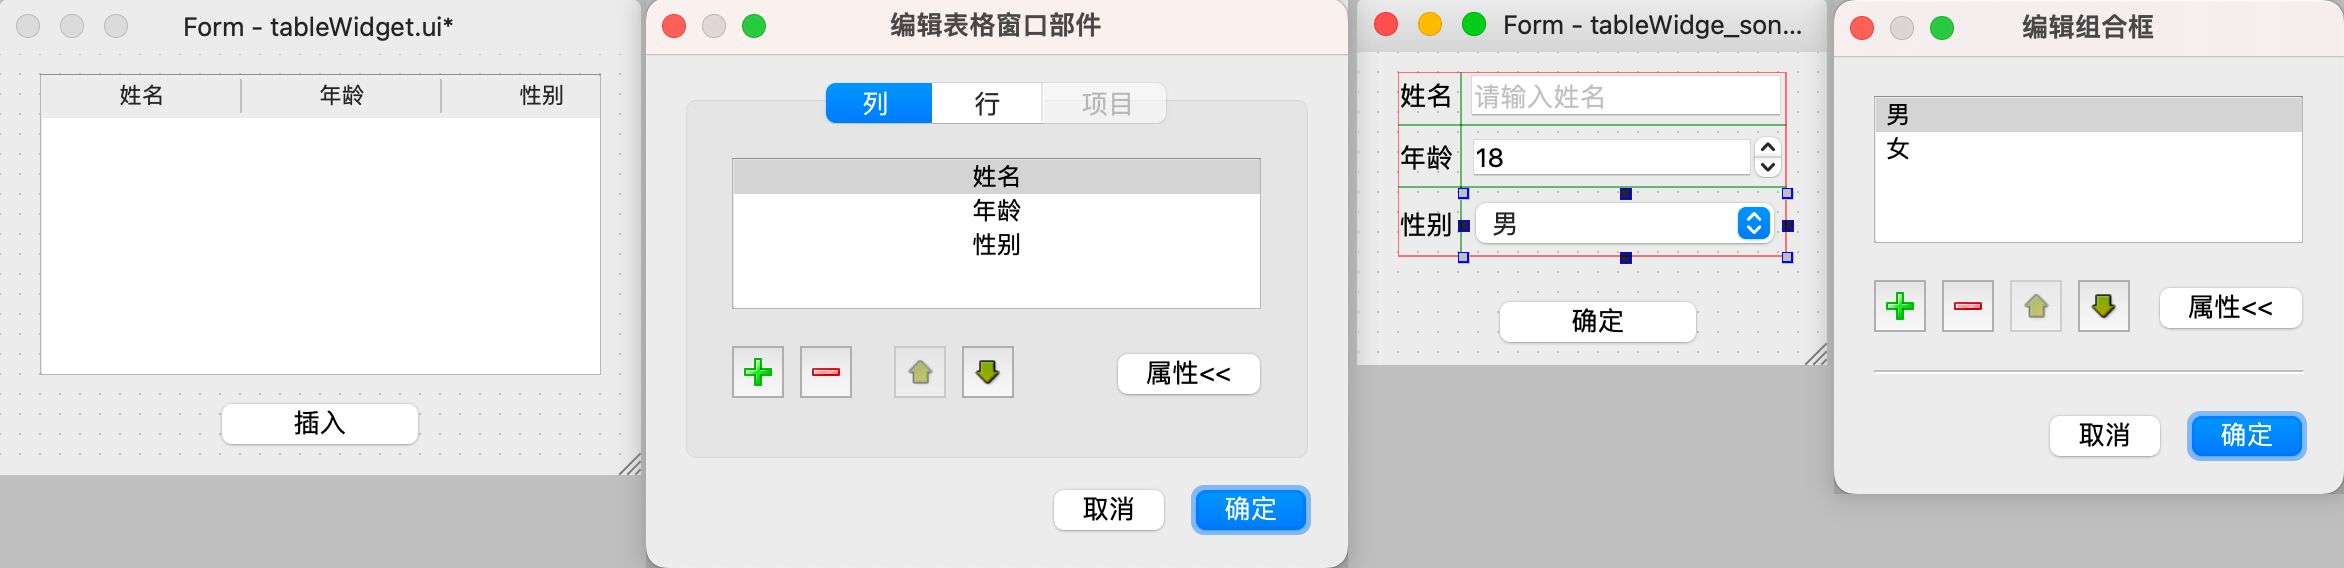 Form - tableWidget.ui*
姓名 年龄 性别
插入
编辑表格窗口部件
列 行 项目
姓名
年龄
性别
属性<<
取消 确定
Form - tableWidge_son...
姓名 请输入姓名
年龄 18
性别 男
确定
编辑组合框
男
女
属性<<
取消 确定